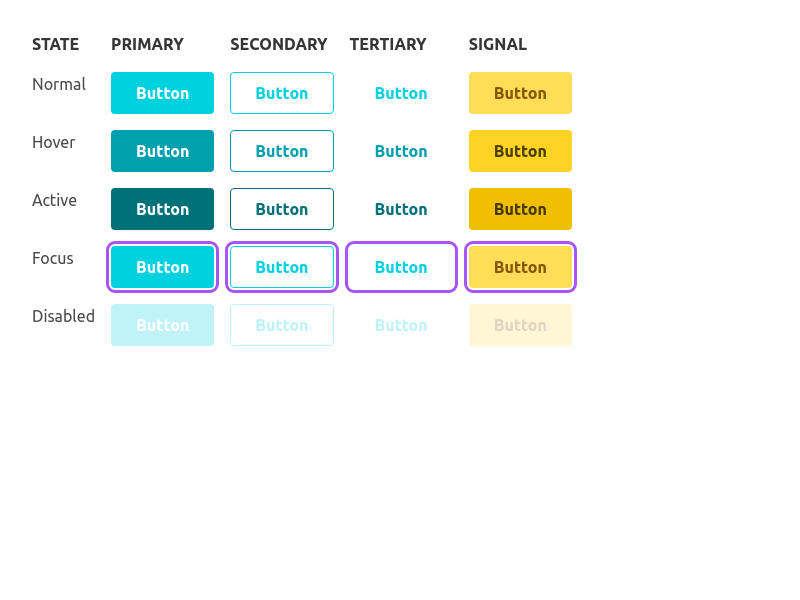 STATE PRIMARY SECONDARY TERTIARY SIGNAL
Normal Button Button Button Button
Hover Button Button Button Button
Active Button Button Button Button
Focus Button Button Button Button
Disabled Button Button Button Button